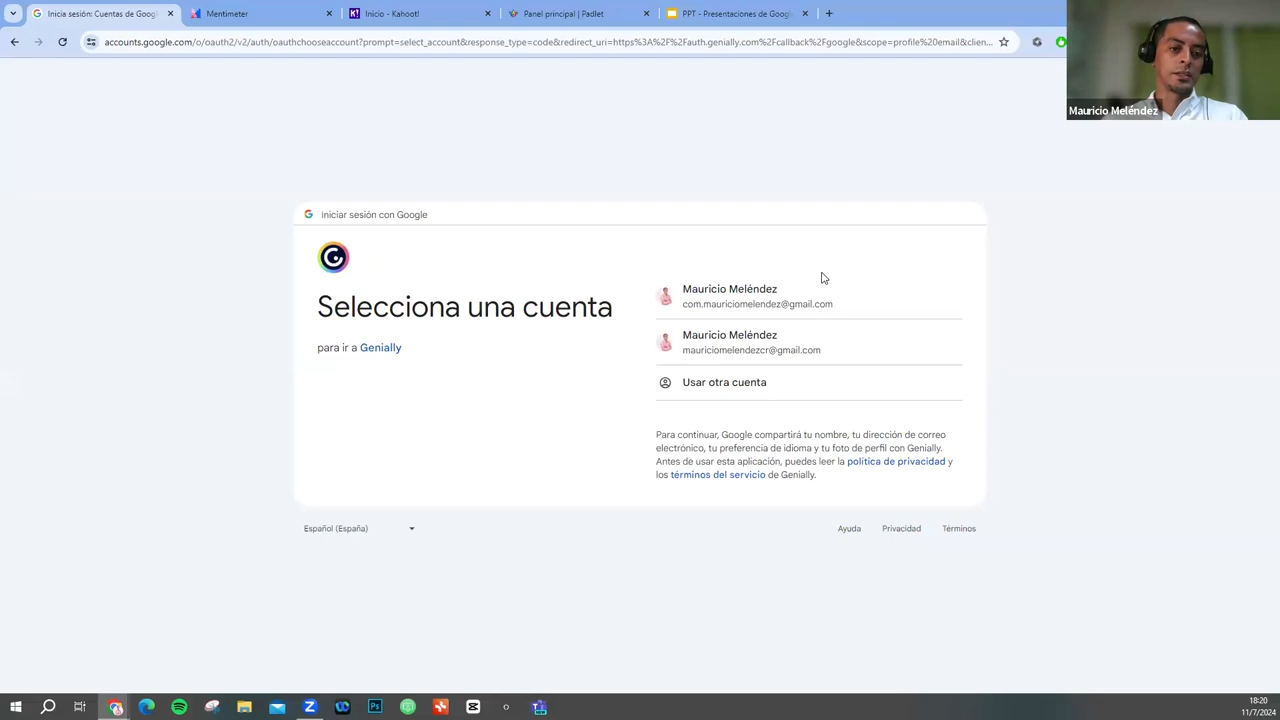 Inicia sesión: Cuentas de Goog
Mentimeter
Inicio - Kahoot!
Panel principal | Padlet
PPT - Presentaciones de Google
accounts.google.com/o/oauth2/v2/auth/oauthchooseaccount?prompt=select_account&response_type=code&redirect_uri=https%3A%2F%2Fauth.genially.com%2Fcallback%2Fgoogle&scope=profile%20email&clien...
Mauricio Meléndez
Iniciar sesión con Google
Selecciona una cuenta
para ir a Genially
Mauricio Meléndez
com.mauriciomelendez@gmail.com
Mauricio Meléndez
mauriciomelendezcr@gmail.com
Usar otra cuenta
Para continuar, Google compartirá tu nombre, tu dirección de correo
electrónico, tu preferencia de idioma y tu foto de perfil con Genially.
Antes de usar esta aplicación, puedes leer la política de privacidad y
los términos del servicio de Genially.
Español (España)
Ayuda
Privacidad
Términos
18:20
11/7/2024